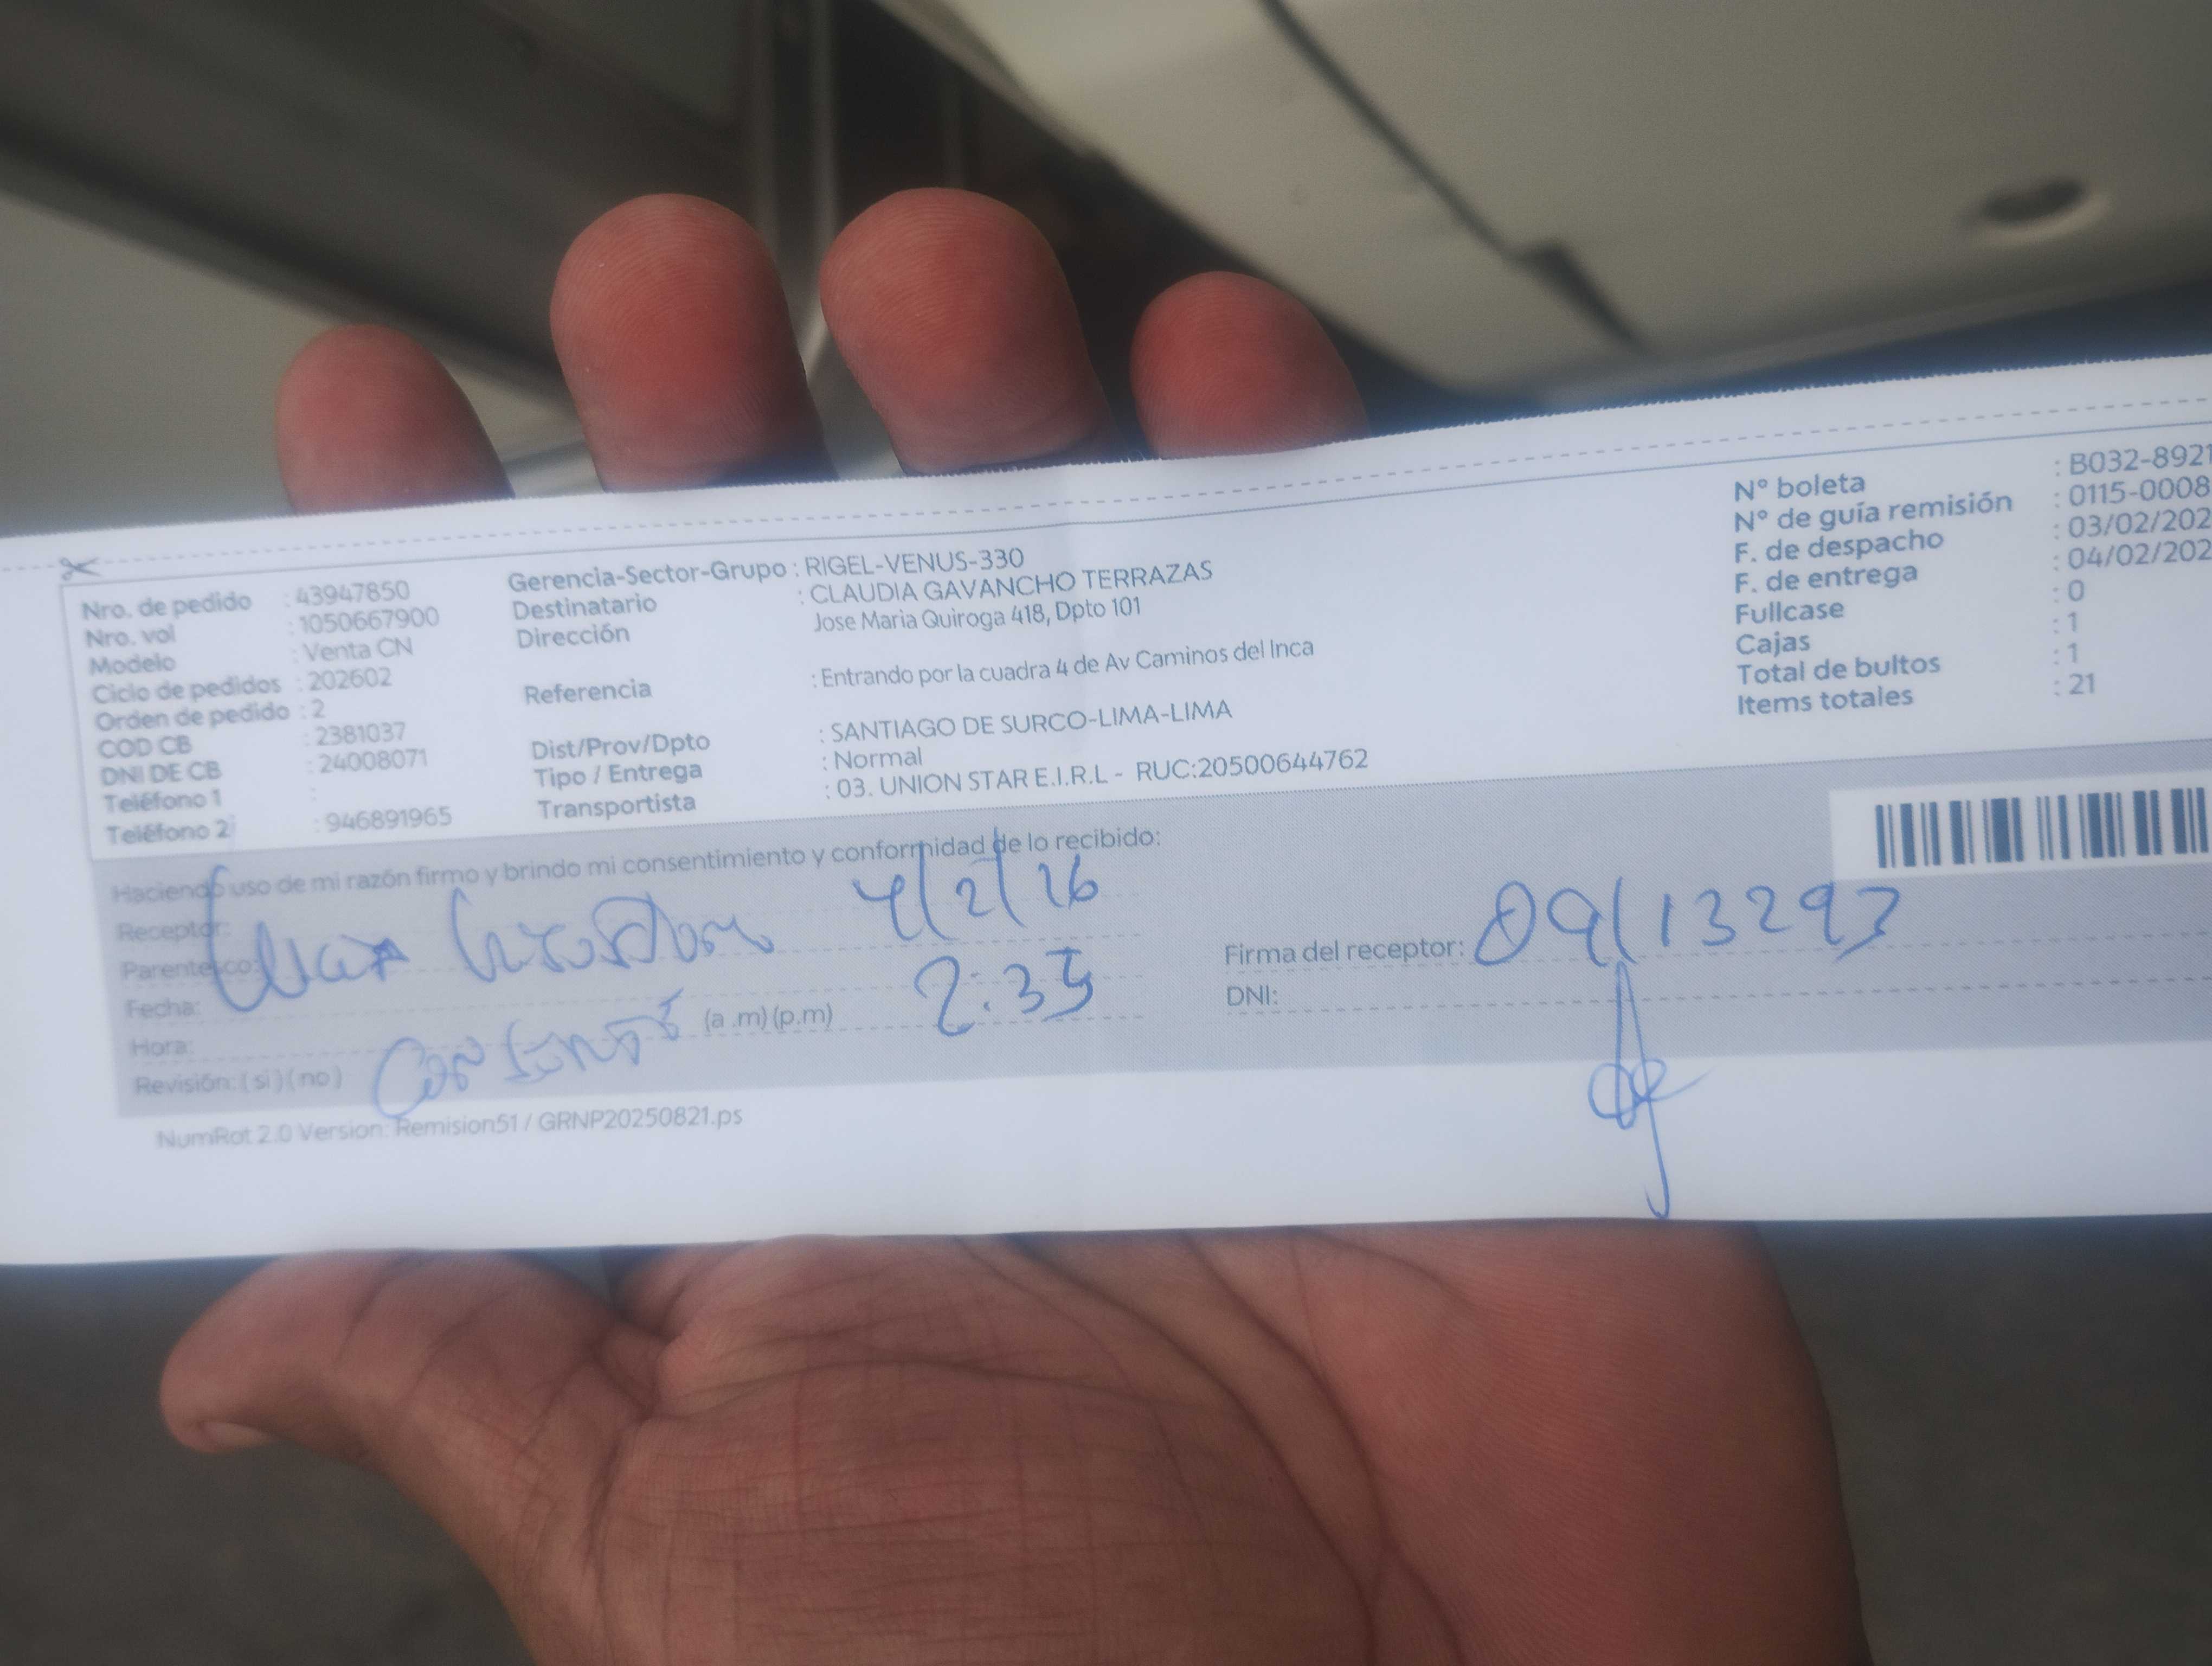 Nro. de pedido : 43947850
Nro. vol : 1050667900
Modelo : Venta CN
Ciclo de pedidos : 202602
Orden de pedido : 2
COD CB : 2381037
DNI DE CB : 24008071
Teléfono 1 :
Teléfono 2 : 946891965
Gerencia-Sector-Grupo : RIGEL-VENUS-330
Destinatario : CLAUDIA GAVANCHO TERRAZAS
Dirección Jose Maria Quiroga 418, Dpto 101
Referencia : Entrando por la cuadra 4 de Av Caminos del Inca
Dist/Prov/Dpto : SANTIAGO DE SURCO-LIMA-LIMA
Tipo / Entrega : Normal
Transportista : 03. UNION STAR E.I.R.L - RUC:20500644762
N° boleta : B032-8921
N° de guía remisión : 0115-0008
F. de despacho : 03/02/202
F. de entrega : 04/02/202
Fullcase : 0
Cajas : 1
Total de bultos : 1
Items totales : 21
Haciendo uso de mi razón firmo y brindo mi consentimiento y conformidad de lo recibido:
Receptor: 4/2/26
Parentesco:
Fecha: 2:35
Hora: (a .m) (p.m)
Revisión: ( si ) ( no )
Firma del receptor: 09113293
DNI:
NumRot 2.0 Version: Remision51 / GRNP20250821.ps